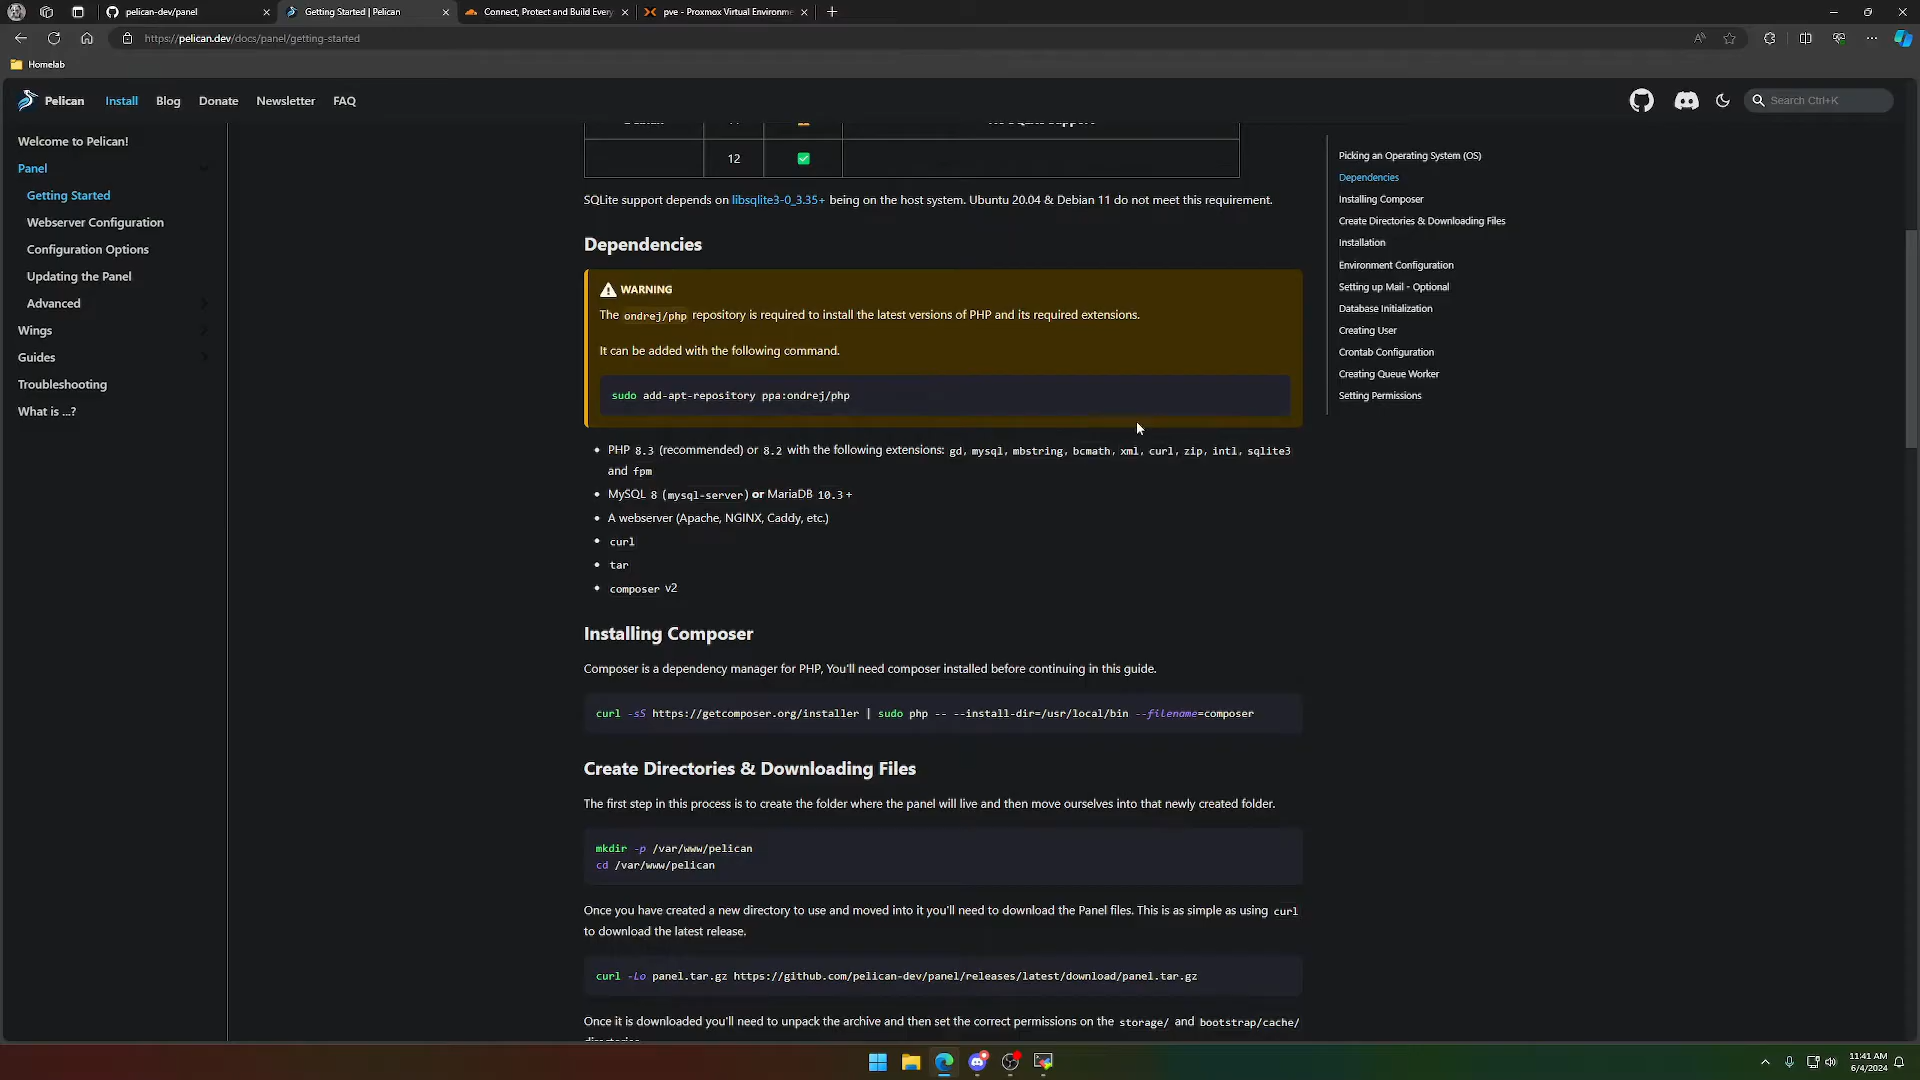 pelican-dev/panel
Getting Started | Pelican
Connect, Protect and Build Every
pve - Proxmox Virtual Environme
https://pelican.dev/docs/panel/getting-started
Homelab
Pelican
Install
Blog
Donate
Newsletter
FAQ
Search Ctrl+K
Welcome to Pelican!
Panel
Getting Started
Webserver Configuration
Configuration Options
Updating the Panel
Advanced
Wings
Guides
Troubleshooting
What is ...?
12
SQLite support depends on libsqlite3-0_3.35+ being on the host system. Ubuntu 20.04 & Debian 11 do not meet this requirement.
Dependencies
WARNING
The ondrej/php repository is required to install the latest versions of PHP and its required extensions.
It can be added with the following command.
sudo add-apt-repository ppa:ondrej/php
• PHP 8.3 (recommended) or 8.2 with the following extensions: gd, mysql, mbstring, bcmath, xml, curl, zip, intl, sqlite3
and fpm
• MySQL 8 (mysql-server) or MariaDB 10.3+
• A webserver (Apache, NGINX, Caddy, etc.)
• curl
• tar
• composer v2
Installing Composer
Composer is a dependency manager for PHP, You'll need composer installed before continuing in this guide.
curl -sS https://getcomposer.org/installer | sudo php -- --install-dir=/usr/local/bin --filename=composer
Create Directories & Downloading Files
The first step in this process is to create the folder where the panel will live and then move ourselves into that newly created folder.
mkdir -p /var/www/pelican
cd /var/www/pelican
Once you have created a new directory to use and moved into it you'll need to download the Panel files. This is as simple as using curl
to download the latest release.
curl -Lo panel.tar.gz https://github.com/pelican-dev/panel/releases/latest/download/panel.tar.gz
Once it is downloaded you'll need to unpack the archive and then set the correct permissions on the storage/ and bootstrap/cache/
Picking an Operating System (OS)
Dependencies
Installing Composer
Create Directories & Downloading Files
Installation
Environment Configuration
Setting up Mail - Optional
Database Initialization
Creating User
Crontab Configuration
Creating Queue Worker
Setting Permissions
11:41 AM
6/4/2024